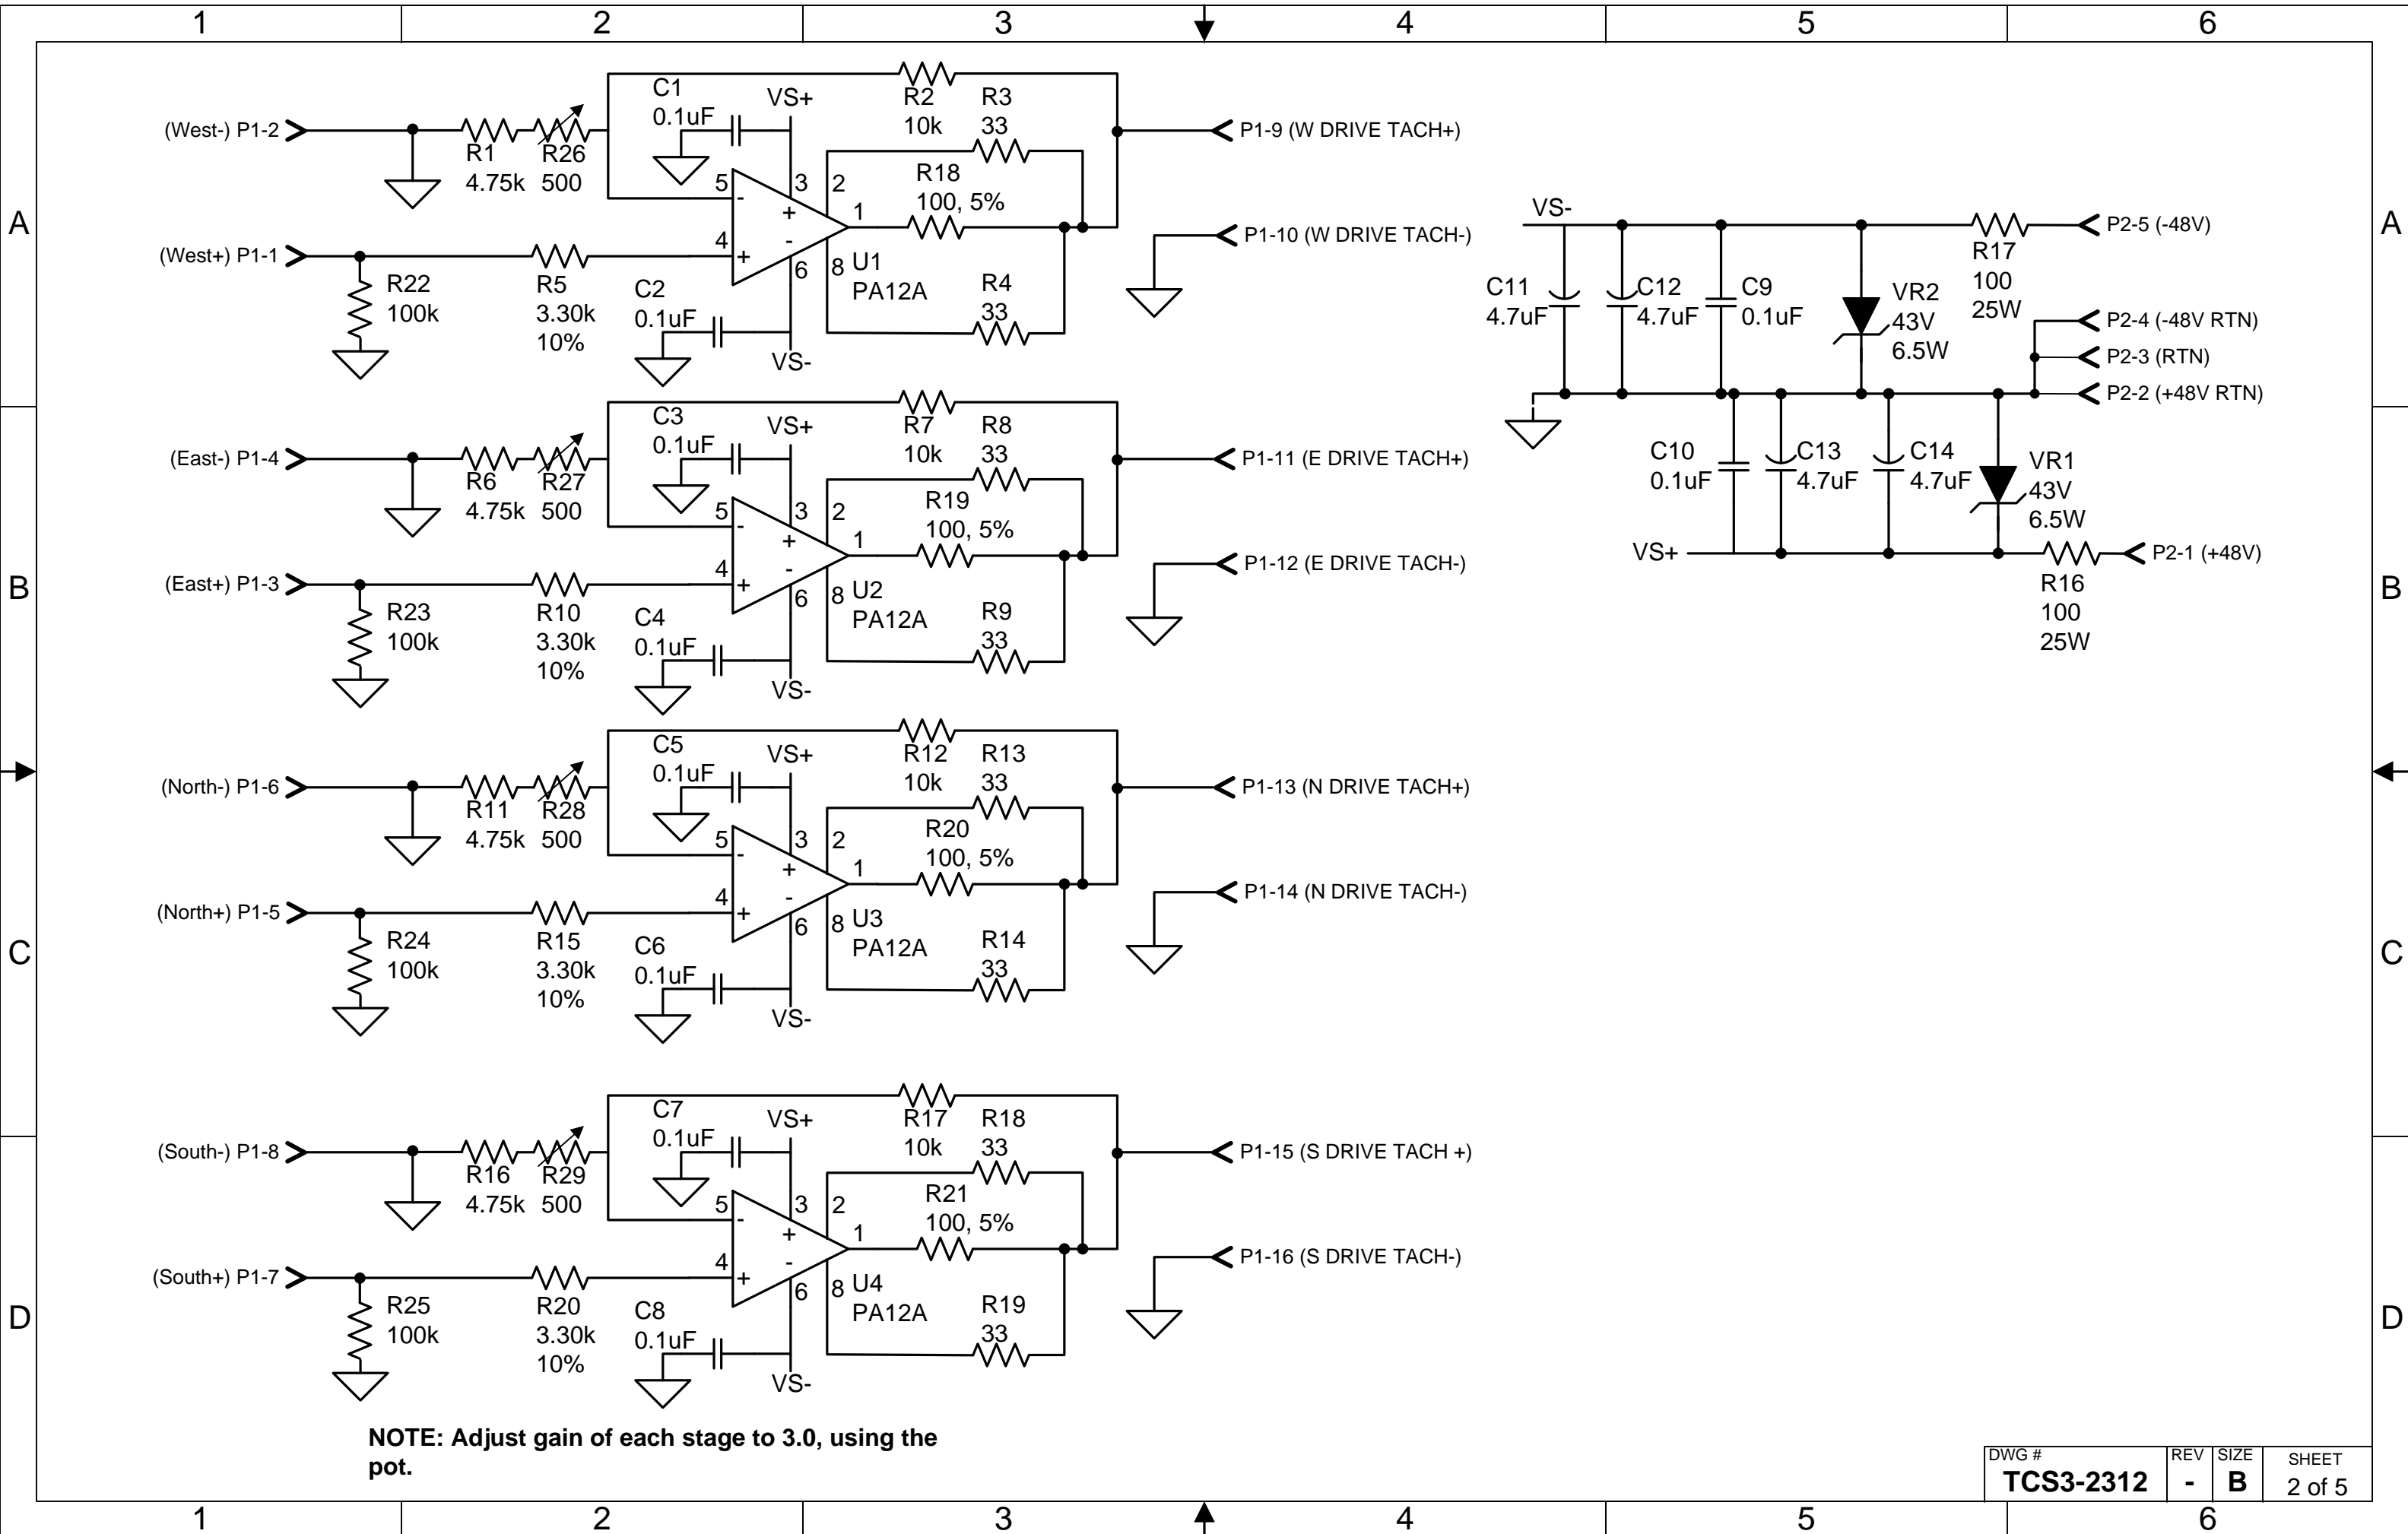 1 2 3 4 5 6
A
(West-) P1-2
R1
4.75k
R26
500
C1
0.1uF
VS+
R2
10k
R3
33
R18
100, 5%
P1-9 (W DRIVE TACH+)
5
-
3
+
2
1
4
+
-
6
8
U1
PA12A
(West+) P1-1
R22
100k
R5
3.30k
10%
C2
0.1uF
VS-
R4
33
P1-10 (W DRIVE TACH-)
VS-
C11
4.7uF
C12
4.7uF
C9
0.1uF
VR2
43V
6.5W
R17
100
25W
P2-5 (-48V)
P2-4 (-48V RTN)
P2-3 (RTN)
P2-2 (+48V RTN)
A
B
(East-) P1-4
R6
4.75k
R27
500
C3
0.1uF
VS+
R7
10k
R8
33
R19
100, 5%
P1-11 (E DRIVE TACH+)
5
-
3
+
2
1
4
+
-
6
8
U2
PA12A
(East+) P1-3
R23
100k
R10
3.30k
10%
C4
0.1uF
VS-
R9
33
P1-12 (E DRIVE TACH-)
C10
0.1uF
C13
4.7uF
C14
4.7uF
VR1
43V
6.5W
VS+
P2-1 (+48V)
R16
100
25W
B
C
(North-) P1-6
R11
4.75k
R28
500
C5
0.1uF
VS+
R12
10k
R13
33
R20
100, 5%
P1-13 (N DRIVE TACH+)
5
-
3
+
2
1
4
+
-
6
8
U3
PA12A
(North+) P1-5
R24
100k
R15
3.30k
10%
C6
0.1uF
VS-
R14
33
P1-14 (N DRIVE TACH-)
C
D
(South-) P1-8
R16
4.75k
R29
500
C7
0.1uF
VS+
R17
10k
R18
33
R21
100, 5%
P1-15 (S DRIVE TACH +)
5
-
3
+
2
1
4
+
-
6
8
U4
PA12A
(South+) P1-7
R25
100k
R20
3.30k
10%
C8
0.1uF
VS-
R19
33
P1-16 (S DRIVE TACH-)
D
NOTE: Adjust gain of each stage to 3.0, using the
pot.
DWG #
TCS3-2312
REV
-
SIZE
B
SHEET
2 of 5
1 2 3 4 5 6